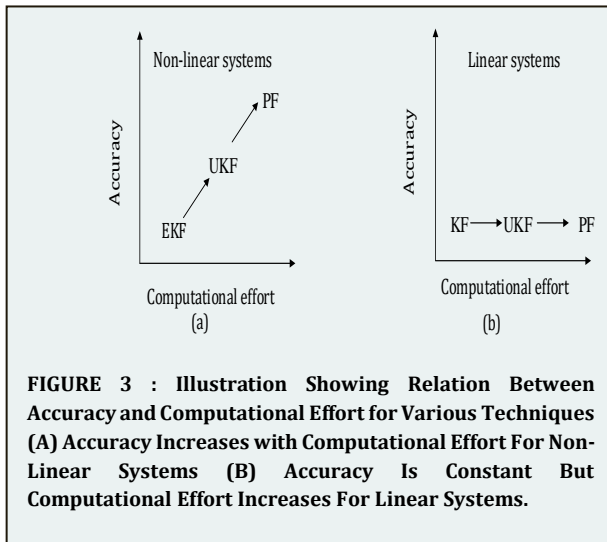 Non-linear systems
PF
UKF
EKF
Accuracy
Computational effort
(a)
Linear systems
KF UKF PF
Accuracy
Computational effort
(b)
FIGURE 3 : Illustration Showing Relation Between
Accuracy and Computational Effort for Various Techniques
(A) Accuracy Increases with Computational Effort For Non-
Linear Systems (B) Accuracy Is Constant But
Computational Effort Increases For Linear Systems.